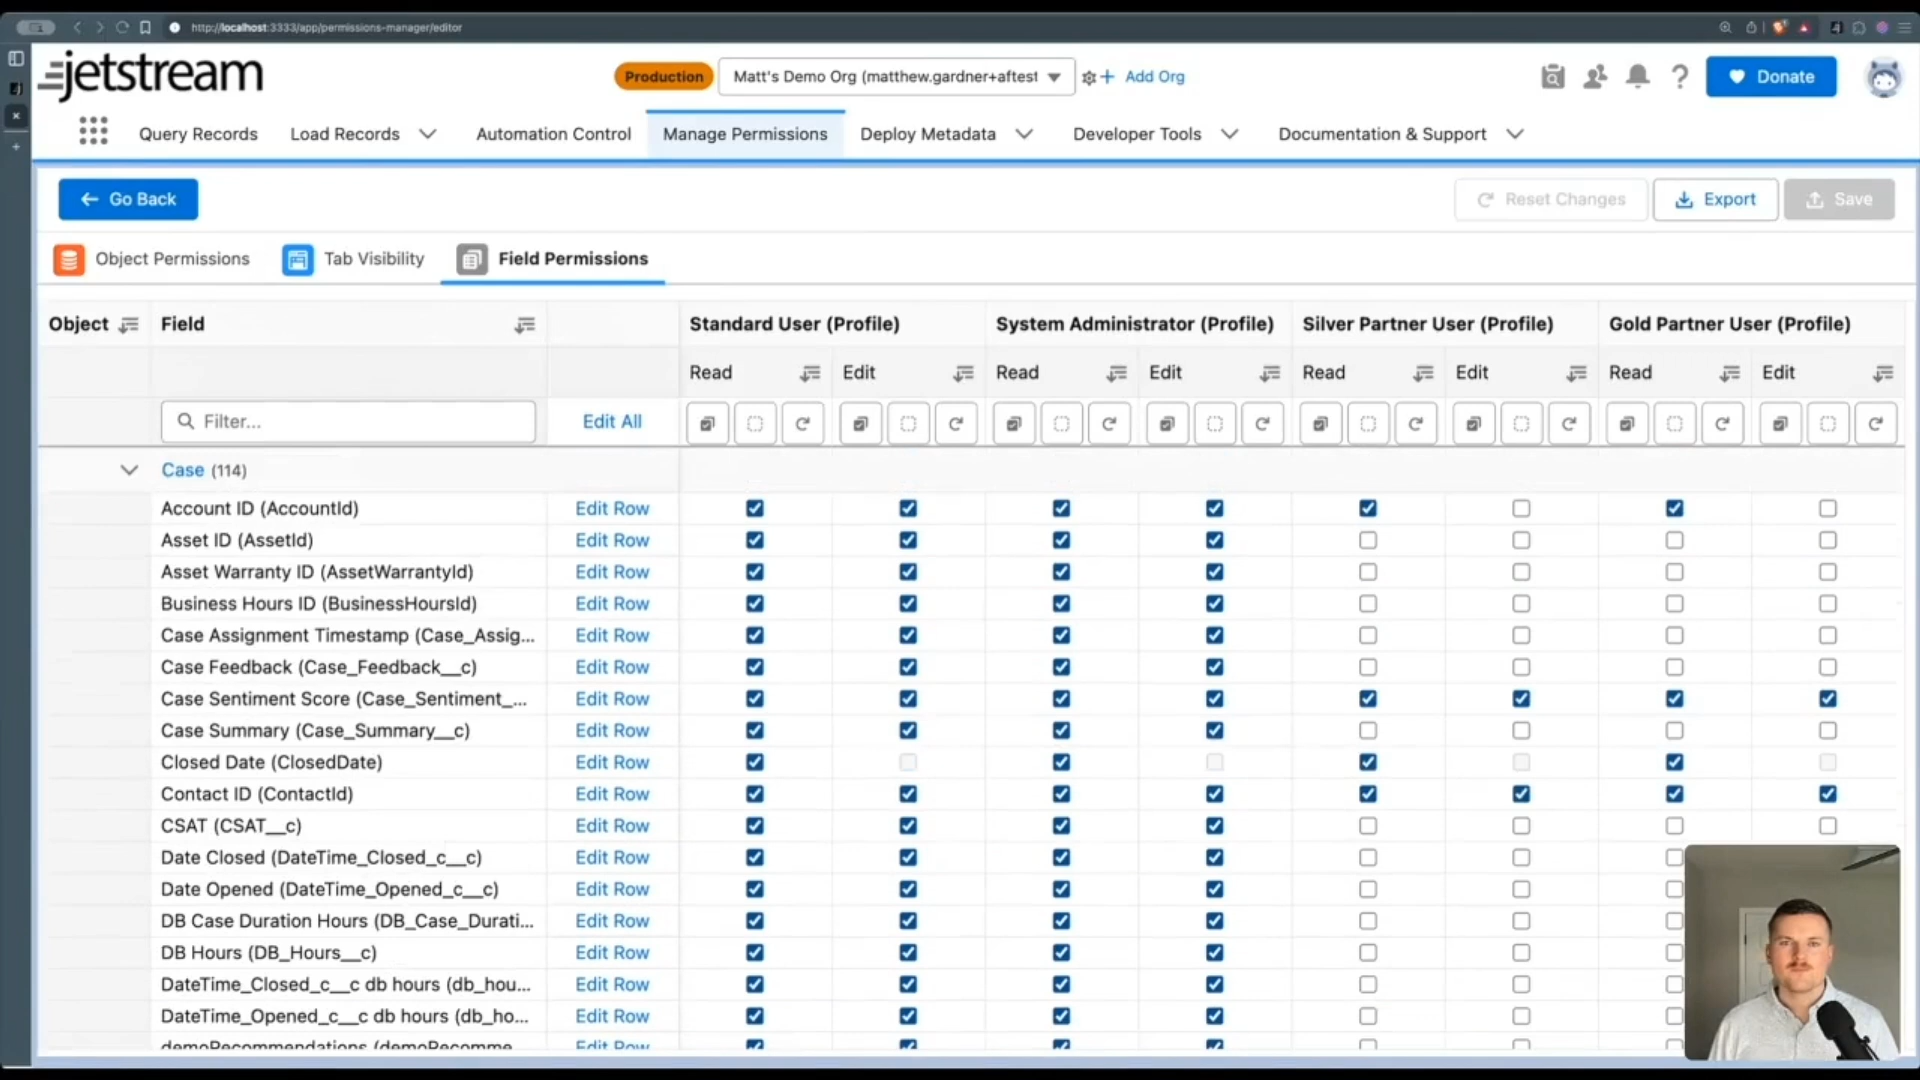 http://localhost:3333/app/permissions-manager/editor
jetstream
Production
Matt's Demo Org (matthew.gardner+aftest
Add Org
?
Donate
Query Records
Load Records
Automation Control
Manage Permissions
Deploy Metadata
Developer Tools
Documentation & Support
Go Back
Reset Changes
Export
Save
Object Permissions
Tab Visibility
Field Permissions
Object Field Standard User (Profile) System Administrator (Profile) Silver Partner User (Profile) Gold Partner User (Profile)
Read Edit Read Edit Read Edit Read Edit
Filter... Edit All
Case (114)
Account ID (AccountId) Edit Row
Asset ID (AssetId) Edit Row
Asset Warranty ID (AssetWarrantyId) Edit Row
Business Hours ID (BusinessHoursId) Edit Row
Case Assignment Timestamp (Case_Assig... Edit Row
Case Feedback (Case_Feedback__c) Edit Row
Case Sentiment Score (Case_Sentiment_... Edit Row
Case Summary (Case_Summary__c) Edit Row
Closed Date (ClosedDate) Edit Row
Contact ID (ContactId) Edit Row
CSAT (CSAT__c) Edit Row
Date Closed (DateTime_Closed_c__c) Edit Row
Date Opened (DateTime_Opened_c__c) Edit Row
DB Case Duration Hours (DB_Case_Durati... Edit Row
DB Hours (DB_Hours__c) Edit Row
DateTime_Closed_c__c db hours (db_hou... Edit Row
DateTime_Opened_c__c db hours (db_ho... Edit Row
demoRecommendations (demoRecomme... Edit Row